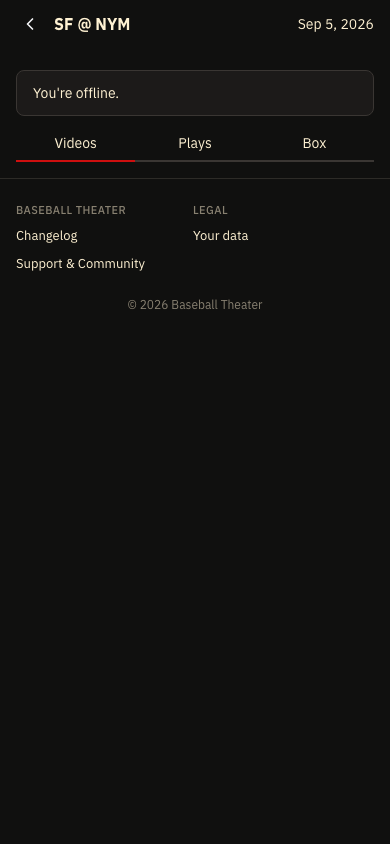 SF @ NYM
Sep 5, 2026
You're offline.
Videos
Plays
Box
BASEBALL THEATER
LEGAL
Changelog
Your data
Support & Community
© 2026 Baseball Theater